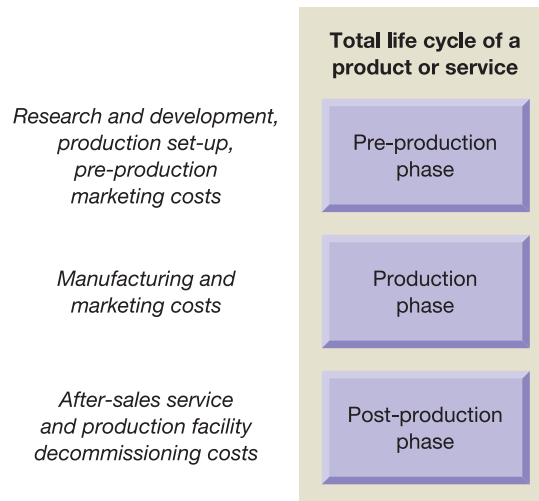 Total life cycle of a
product or service
Research and development,
production set-up,
pre-production
marketing costs
Pre-production
phase
Manufacturing and
marketing costs
Production
phase
After-sales service
and production facility
decommissioning costs
Post-production
phase